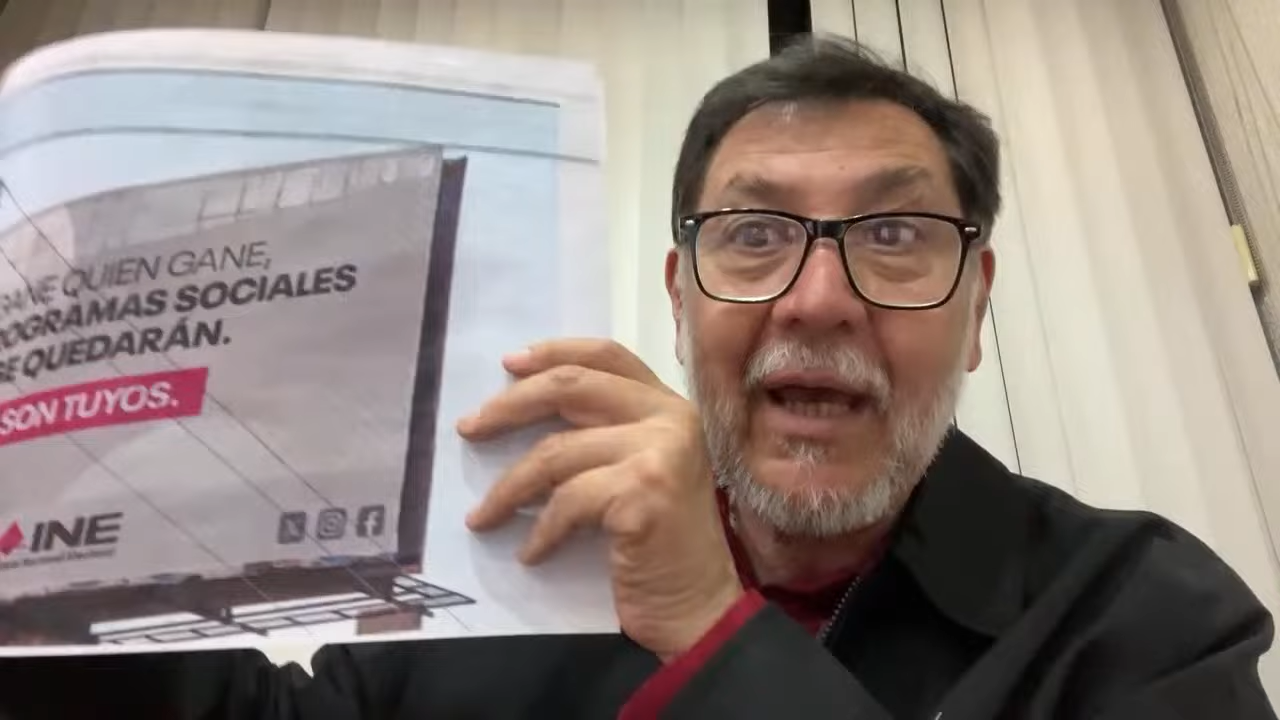 GANE QUIEN GANE,
PROGRAMAS SOCIALES
SE QUEDARÁN.
SON TUYOS.
INE